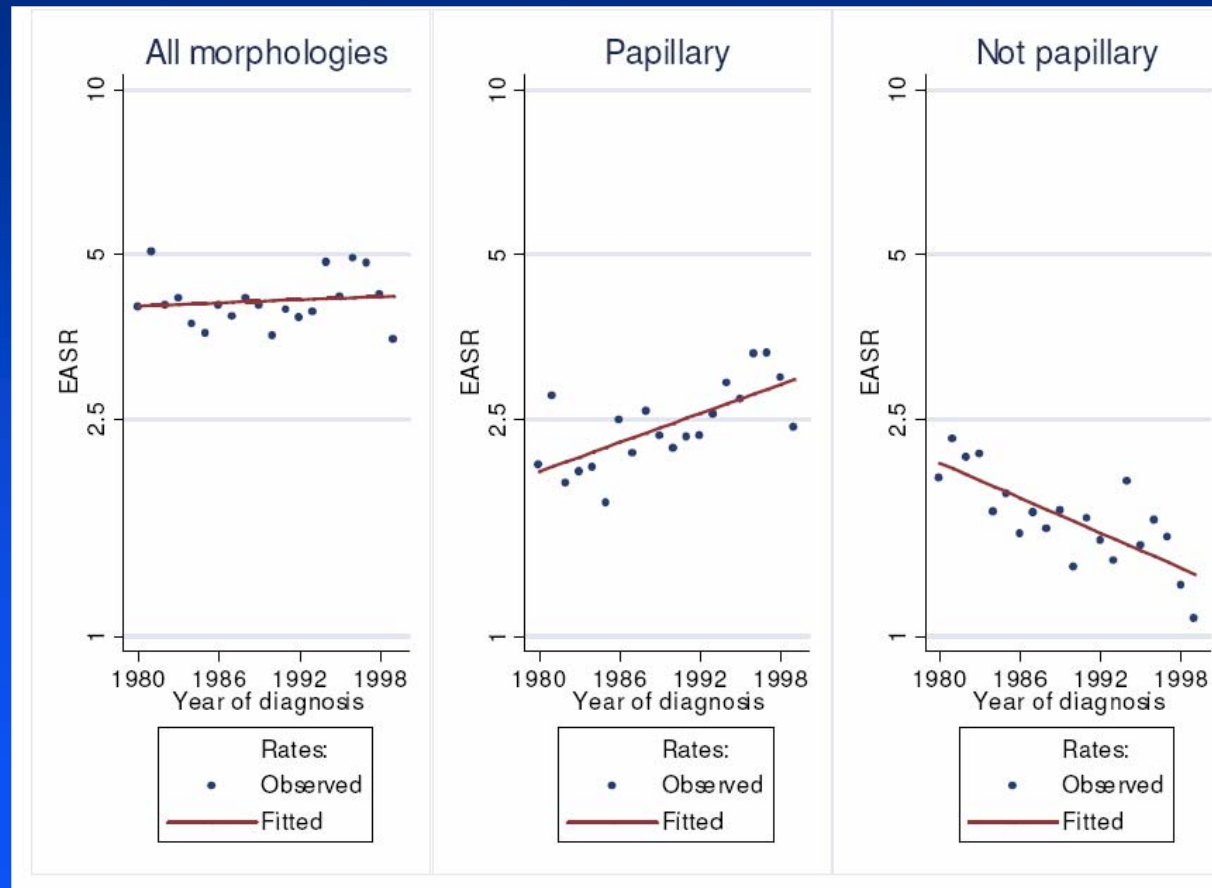 All morphologies
10
5
2.5
1
EASR
1980 1986 1992 1998
Year of diagnosis
Rates:
Observed
Fitted
Papillary
10
5
2.5
1
EASR
1980 1986 1992 1998
Year of diagnosis
Rates:
Observed
Fitted
Not papillary
10
5
2.5
1
EASR
1980 1986 1992 1998
Year of diagnosis
Rates:
Observed
Fitted